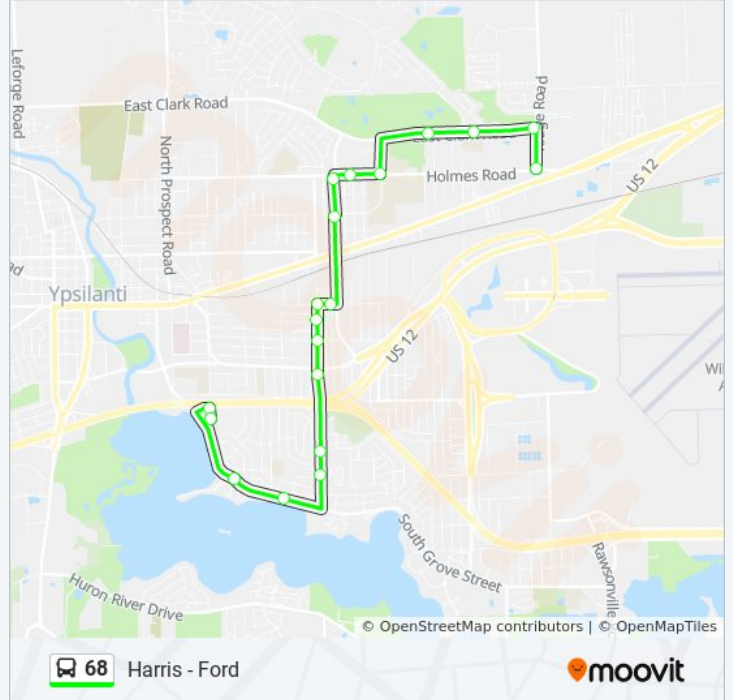 Leforge Road
East Clark Road
North Prospect Road
Road
Holmes Road
US 12
Ypsilanti
US 12
South Grove Street
Rawsonville
Huron River Drive
© OpenStreetMap contributors | © OpenMapTiles
68 Harris - Ford
moovit